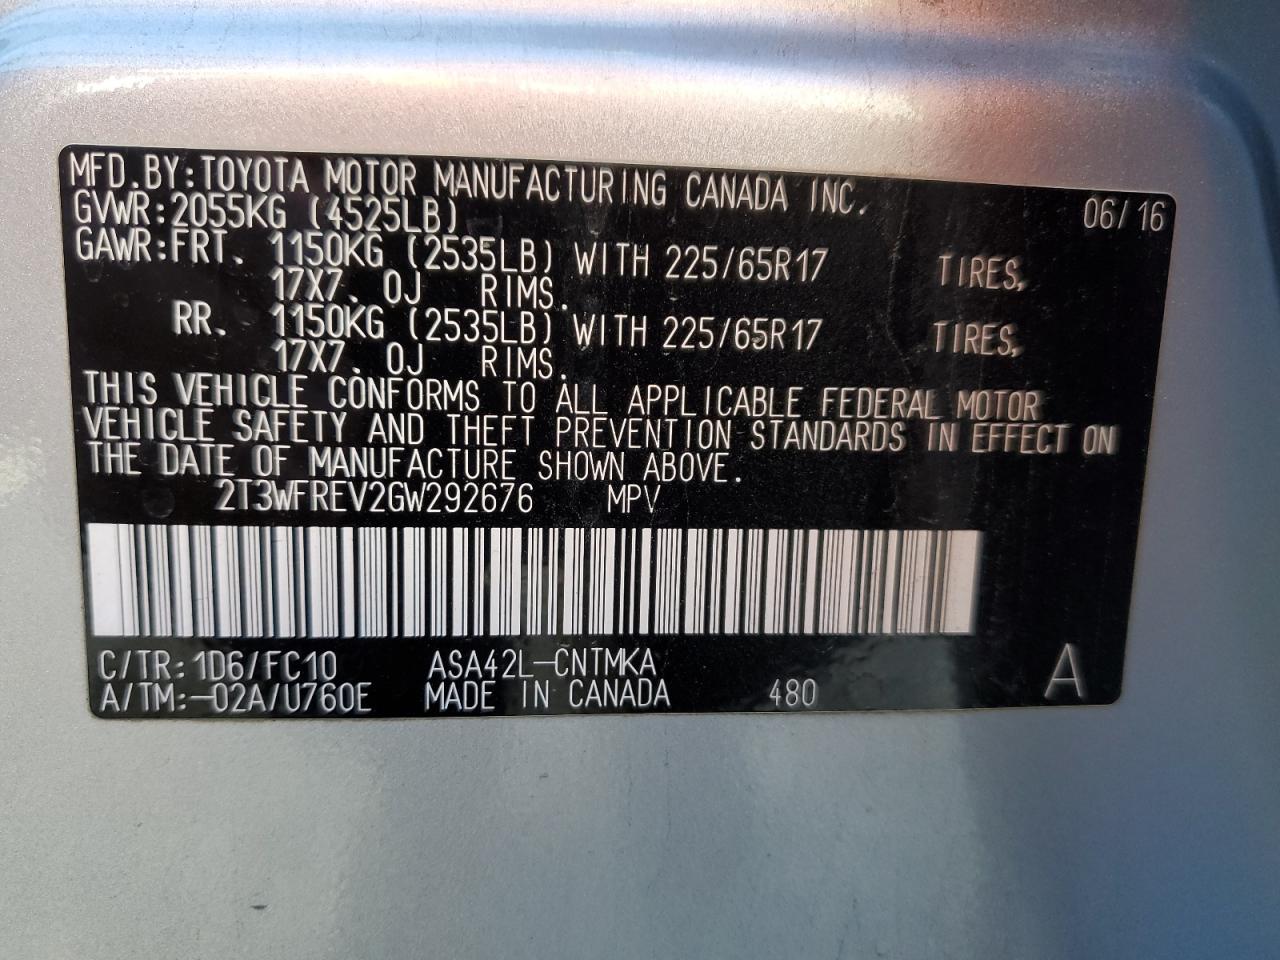 MFD.BY:TOYOTA MOTOR MANUFACTURING CANADA INC. 06/16
GVWR:2055KG (4525LB)
GAWR:FRT. 1150KG (2535LB) WITH 225/65R17 TIRES,
17X7.0J RIMS.
RR. 1150KG (2535LB) WITH 225/65R17 TIRES,
17X7.0J RIMS.
THIS VEHICLE CONFORMS TO ALL APPLICABLE FEDERAL MOTOR
VEHICLE SAFETY AND THEFT PREVENTION STANDARDS IN EFFECT ON
THE DATE OF MANUFACTURE SHOWN ABOVE.
2T3WFREV2GW292676 MPV
C/TR:1D6/FC10 ASA42L-CNTMKA
A/TM:-02A/U760E MADE IN CANADA 480 A